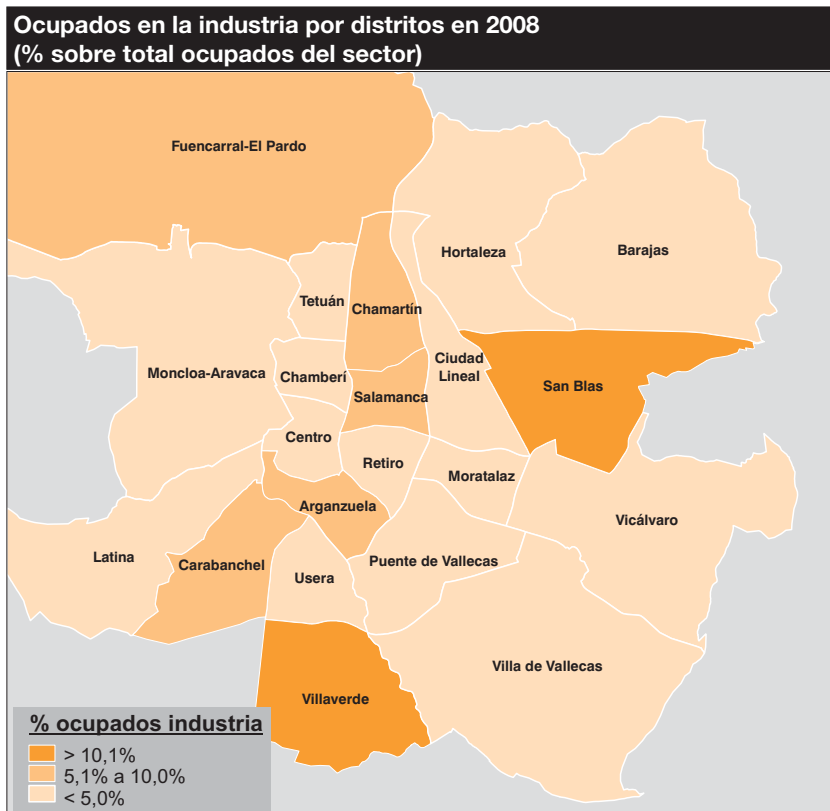 Ocupados en la industria por distritos en 2008
(% sobre total ocupados del sector)
Fuencarral-El Pardo
Hortaleza
Barajas
Tetuán
Chamartín
Ciudad
Lineal
Moncloa-Aravaca
Chamberí
San Blas
Salamanca
Centro
Retiro
Moratalaz
Arganzuela
Vicálvaro
Latina
Carabanchel
Usera
Puente de Vallecas
Villa de Vallecas
Villaverde
% ocupados industria
> 10,1%
5,1% a 10,0%
< 5,0%